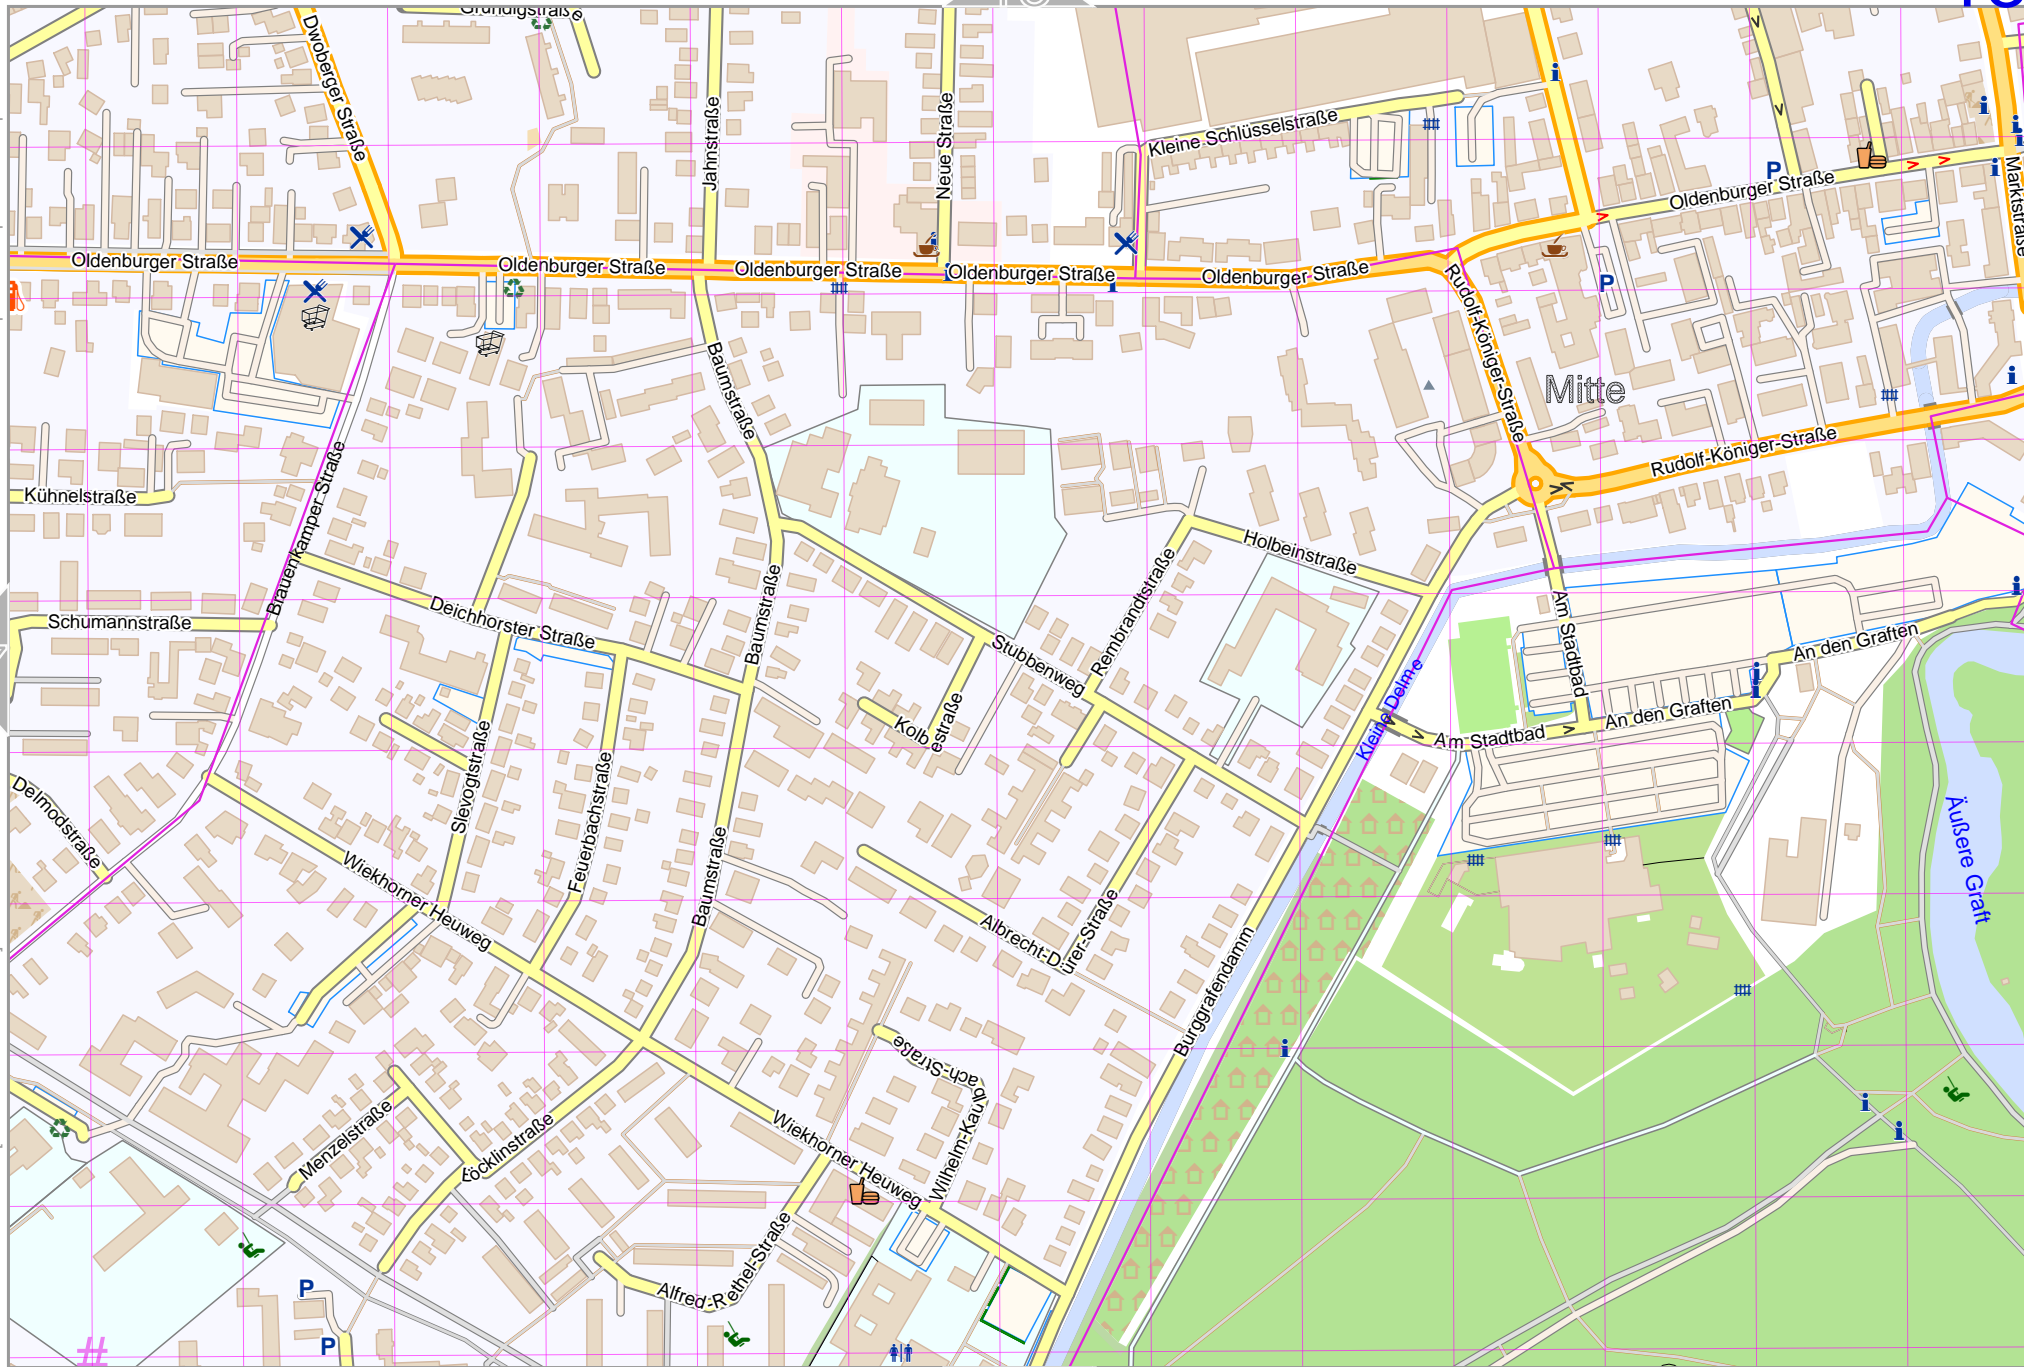 Grundigstraße
Dwoberger Straße
Jahnstraße
Neue Straße
Kleine Schlüsselstraße
Oldenburger Straße
P
Marktstraße
Oldenburger Straße
Oldenburger Straße
Oldenburger Straße
Oldenburger Straße
Oldenburger Straße
Rudolf-Königer-Straße
P
Baumstraße
Mitte
Rudolf-Königer-Straße
Kühnelstraße
Brauenkamper Straße
Holbeinstraße
Rembrandtstraße
Deichhorster Straße
Schumannstraße
Baumstraße
Stubbenweg
Am Stadtbad
An den Graften
Kleine Delme
Kolbestraße
An den Graften
Am Stadtbad
Slevogtstraße
Feuerbachstraße
Delmodstraße
Baumstraße
Wiekhorner Heuweg
Albrecht-Dürer-Straße
Äußere Graft
Burggrafendamm
Wilhelm-Kaulbach-Straße
Menzelstraße
Böcklinstraße
Wiekhorner Heuweg
Alfred-Rethel-Straße
P
P
#